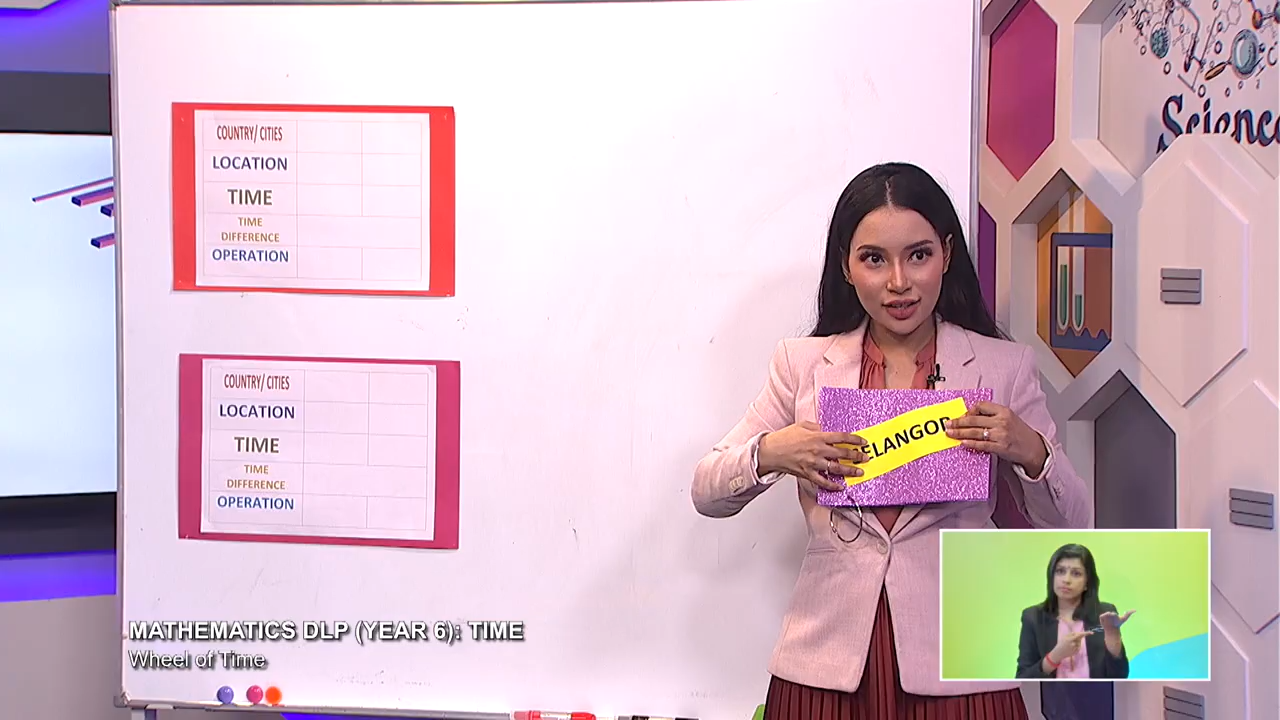 COUNTRY/ CITIES
LOCATION
TIME
TIME
DIFFERENCE
OPERATION
COUNTRY/ CITIES
LOCATION
TIME
TIME
DIFFERENCE
OPERATION
Science
SELANGOR
MATHEMATICS DLP (YEAR 6): TIME
Wheel of Time